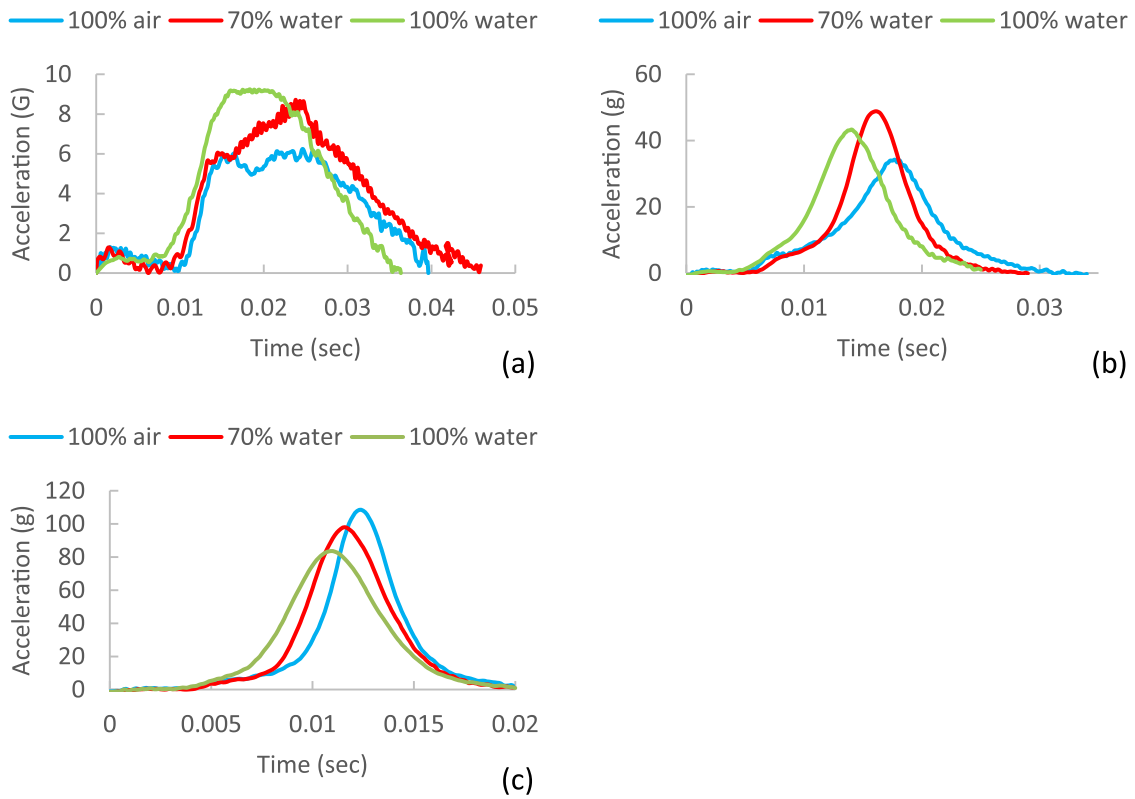 100% air 70% water 100% water
Acceleration (G)
10
8
6
4
2
0
0 0.01 0.02 0.03 0.04 0.05
Time (sec)
(a)
100% air 70% water 100% water
Acceleration (g)
60
40
20
0
0 0.01 0.02 0.03
Time (sec)
(b)
100% air 70% water 100% water
Acceleration (g)
120
100
80
60
40
20
0
0 0.005 0.01 0.015 0.02
Time (sec)
(c)